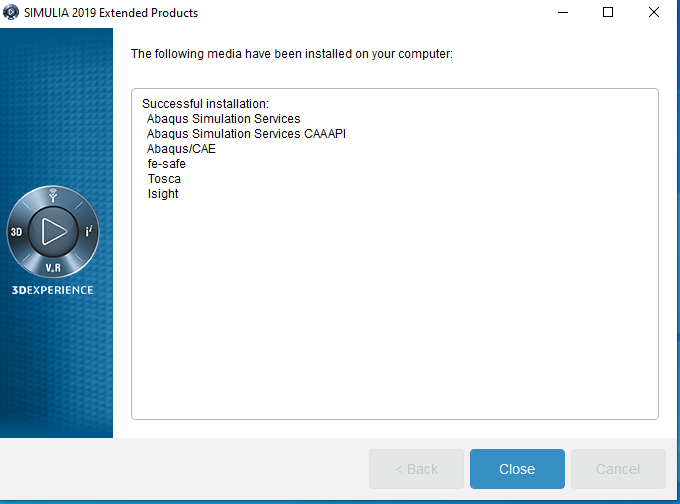 SIMULIA 2019 Extended Products
The following media have been installed on your computer:
Successful installation:
Abaqus Simulation Services
Abaqus Simulation Services CAAAPI
Abaqus/CAE
fe-safe
Tosca
Isight
3D
i
V.R
3DEXPERIENCE
< Back
Close
Cancel